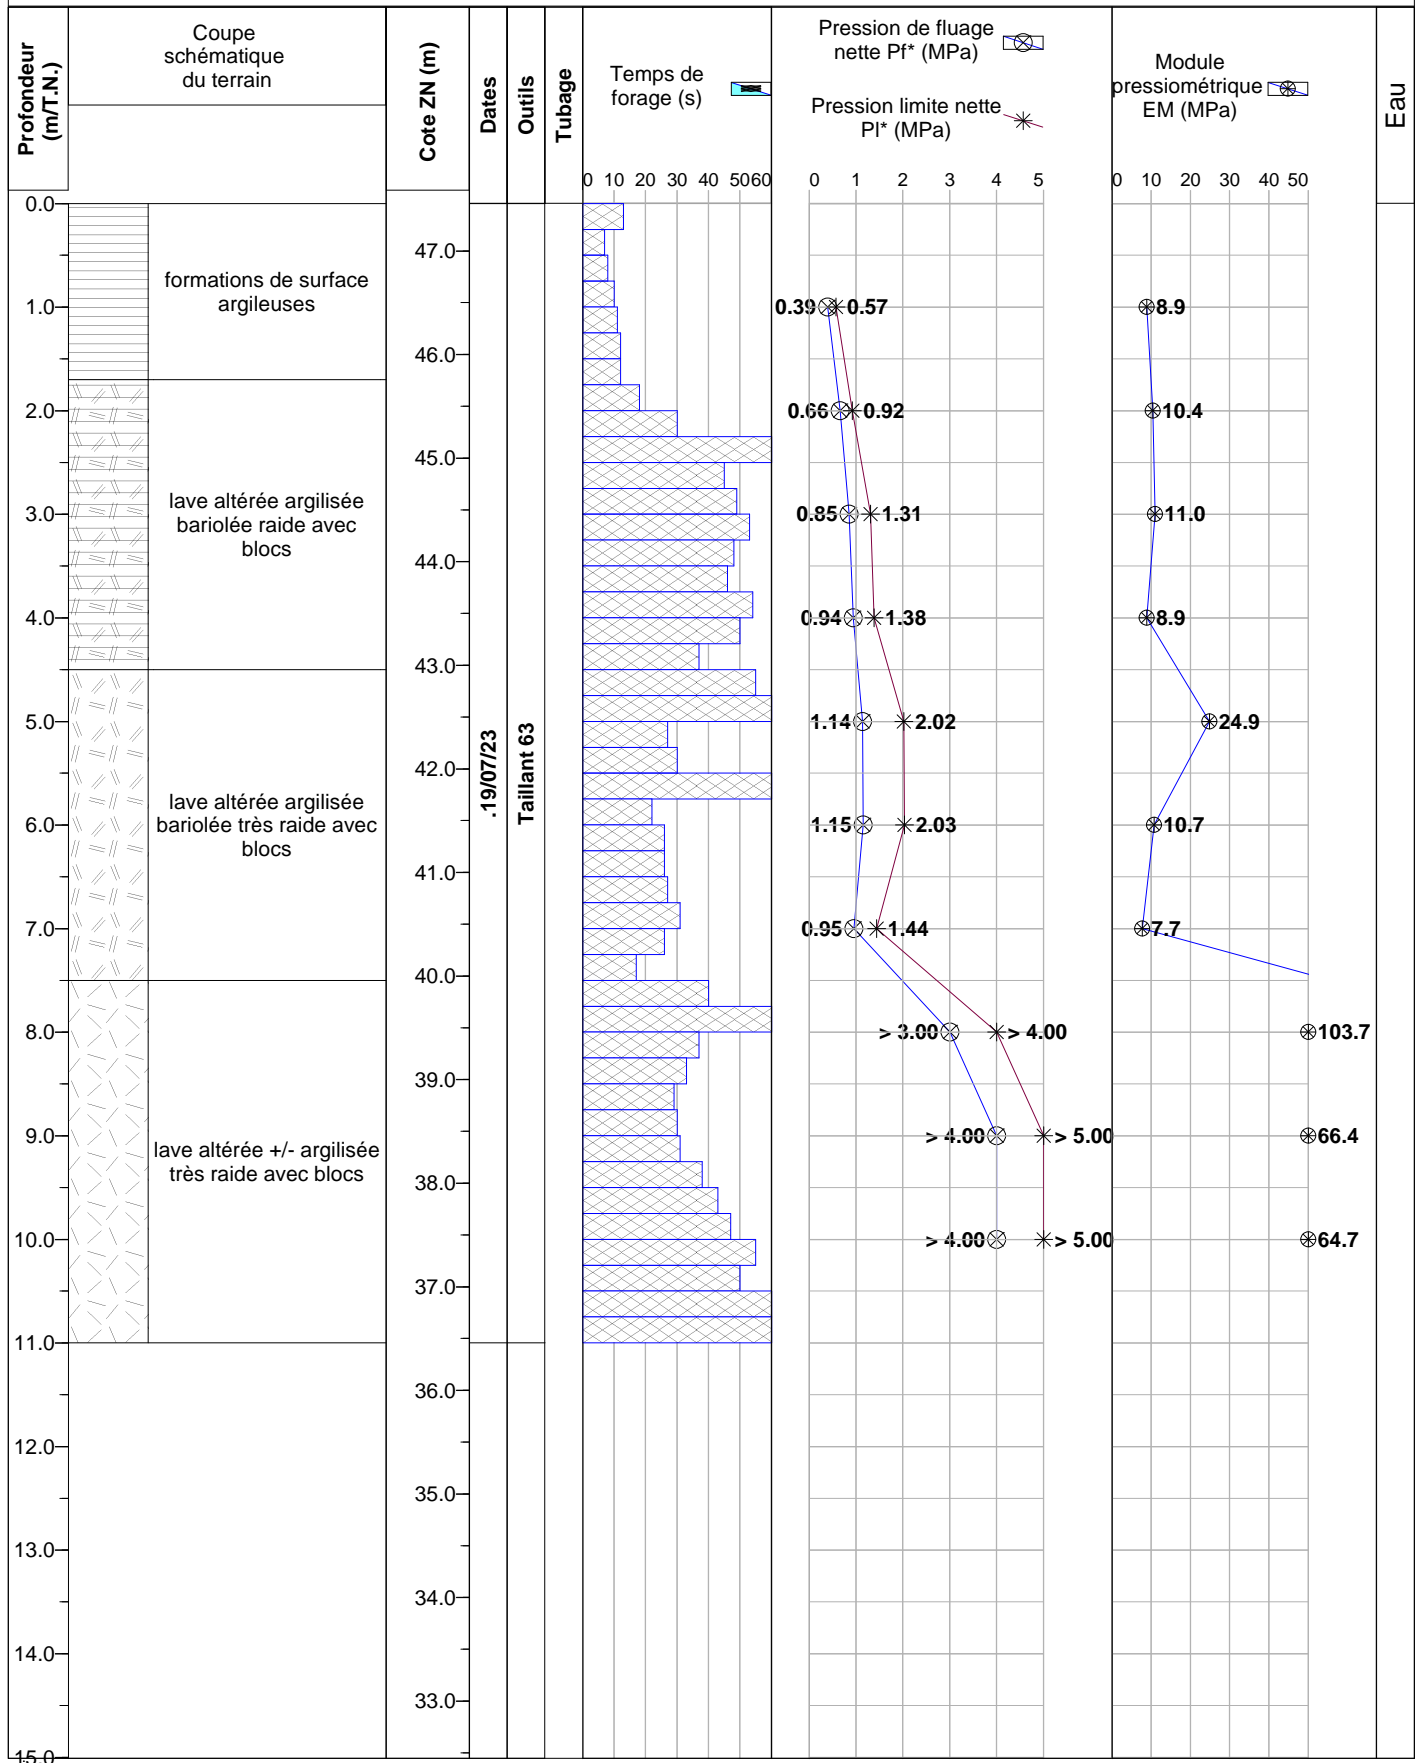 Profondeur
(m/T.N.)
Coupe
schématique
du terrain
Cote ZN (m)
Dates
Outils
Tubage
Temps de
forage (s)
Pression de fluage
nette Pf* (MPa)
Pression limite nette
Pl* (MPa)
Module
pressiométrique
EM (MPa)
Eau
0 10 20 30 40 50 60
0 1 2 3 4 5
0 10 20 30 40 50
0.0
47.0
formations de surface
argileuses
1.0
0.39 0.57
8.9
46.0
2.0
0.66 0.92
10.4
45.0
lave altérée argilisée
bariolée raide avec
blocs
3.0
0.85 1.31
11.0
44.0
4.0
0.94 1.38
8.9
43.0
5.0
1.14 2.02
24.9
.19/07/23
Taillant 63
42.0
lave altérée argilisée
bariolée très raide avec
blocs
6.0
1.15 2.03
10.7
41.0
7.0
0.95 1.44
7.7
40.0
8.0
> 3.00 > 4.00
103.7
39.0
9.0
> 4.00 > 5.00
66.4
lave altérée +/- argilisée
très raide avec blocs
38.0
10.0
> 4.00 > 5.00
64.7
37.0
11.0
36.0
12.0
35.0
13.0
34.0
14.0
33.0
15.0